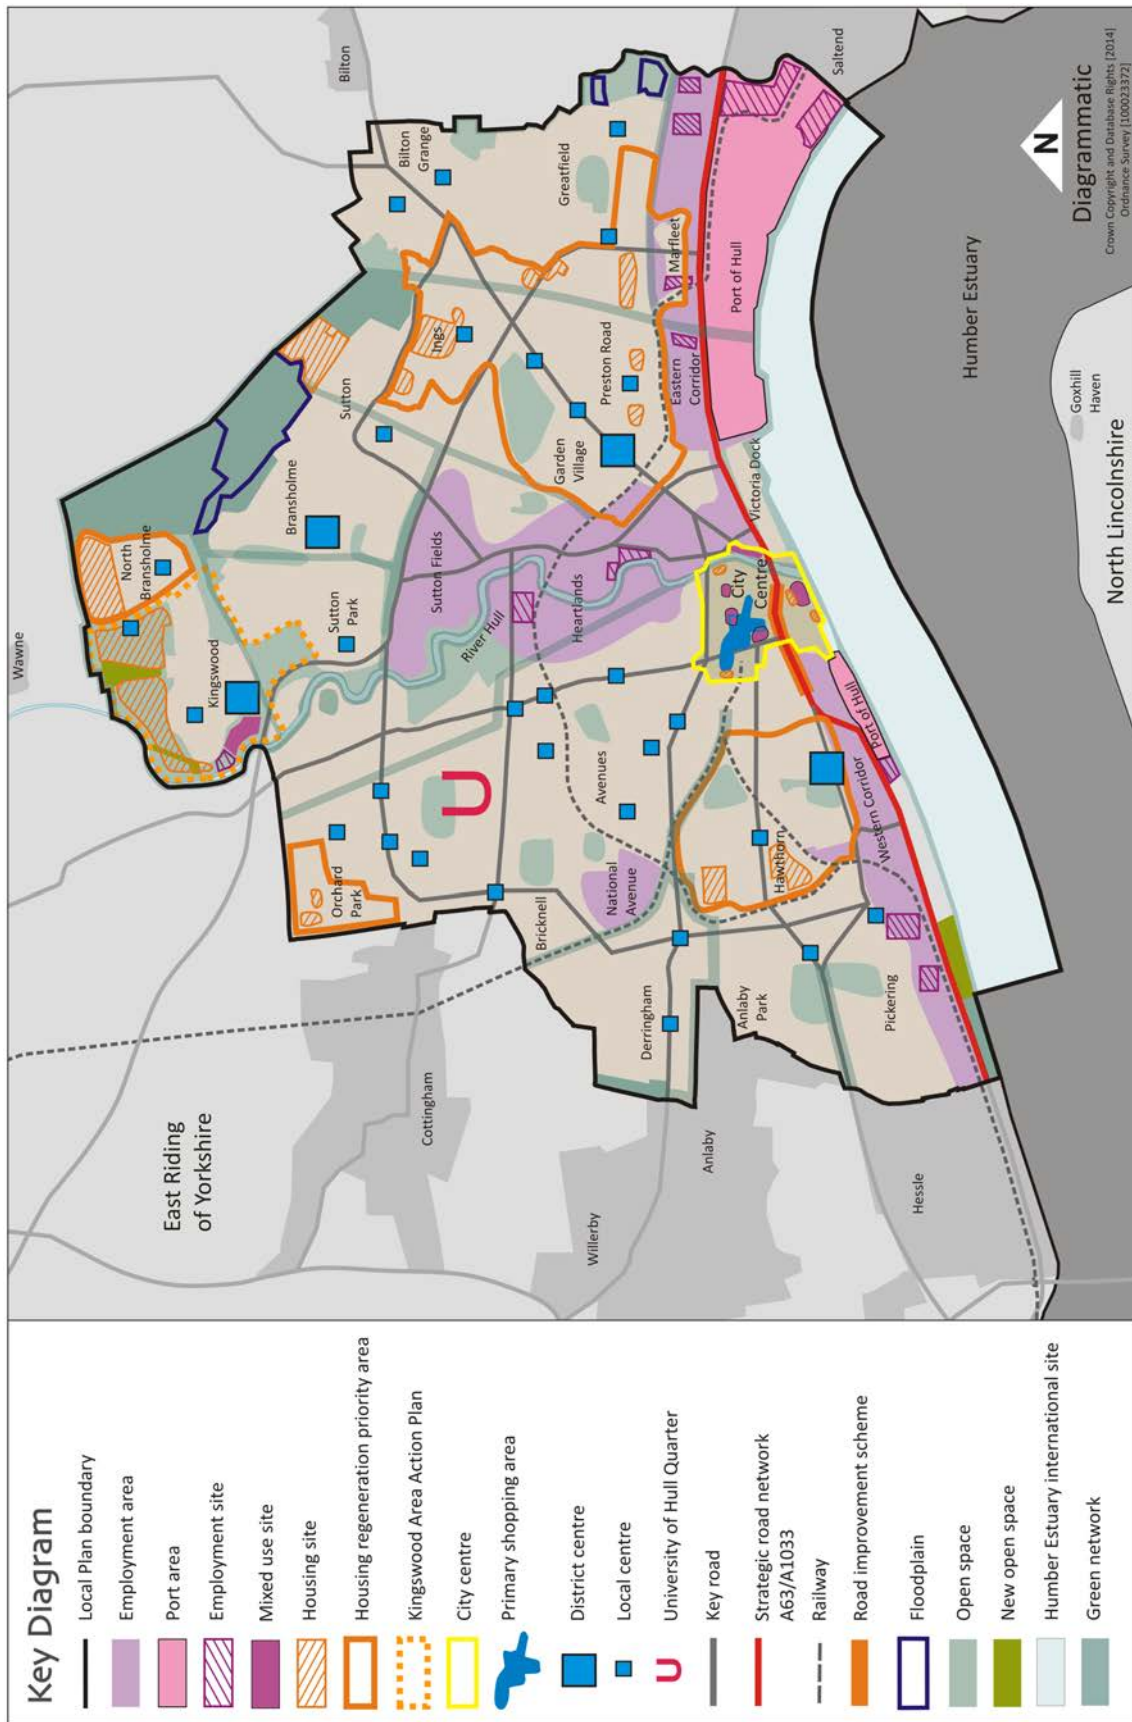 Key Diagram
Local Plan boundary
Employment area
Port area
Employment site
Mixed use site
Housing site
Housing regeneration priority area
Kingswood Area Action Plan
City centre
Primary shopping area
District centre
Local centre
University of Hull Quarter
Key road
Strategic road network
A63/A1033
Railway
Road improvement scheme
Floodplain
Open space
New open space
Humber Estuary international site
Green network
East Riding
of Yorkshire
Wawne
Kingswood
North
Bransholme
Bransholme
Sutton
Park
Sutton
Bilton
Bilton
Grange
Ings
Greatfield
Orchard
Park
U
Cottingham
Sutton Fields
River Hull
Heartlands
Garden
Village
Preston Road
Marfleet
Eastern
Corridor
Bricknell
Avenues
National
Avenue
Willerby
Derringham
Anlaby
Anlaby
Park
Hawthorn
City
Centre
Victoria Dock
Port of Hull
Saltend
Port of Hull
Western Corridor
Pickering
Hessle
Humber Estuary
Goxhill
Haven
North Lincolnshire
N
Diagrammatic
Crown Copyright and Database Rights [2014]
Ordnance Survey [100023372]